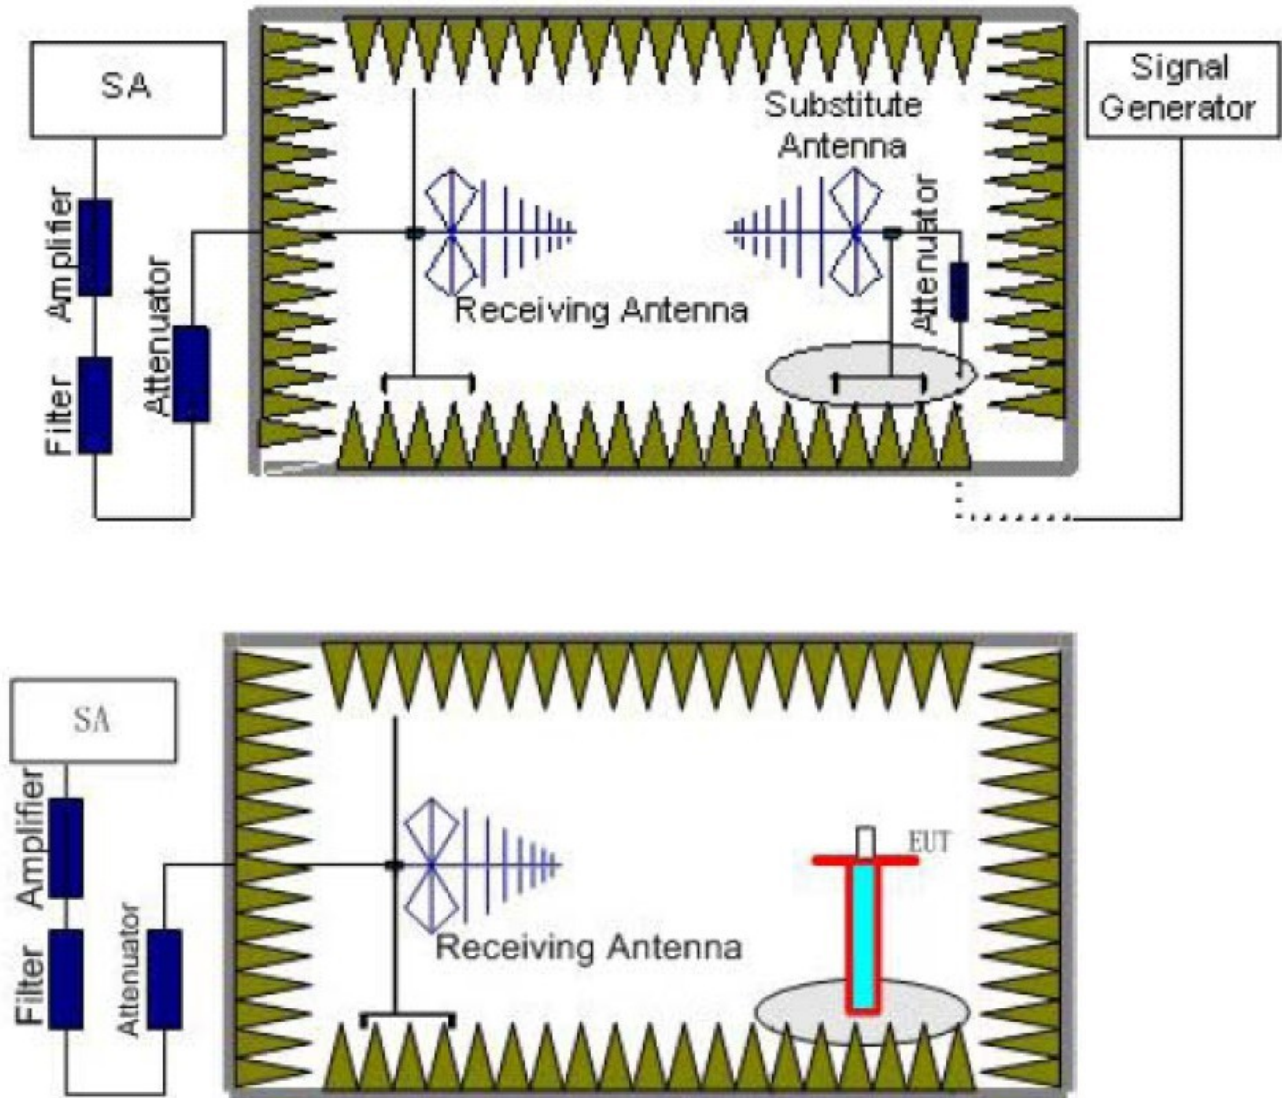 SA
Signal
Generator
Substitute
Antenna
Amplifier
Attenuator
Attenuator
Receiving Antenna
Filter
SA
Amplifier
EUT
Attenuator
Receiving Antenna
Filter